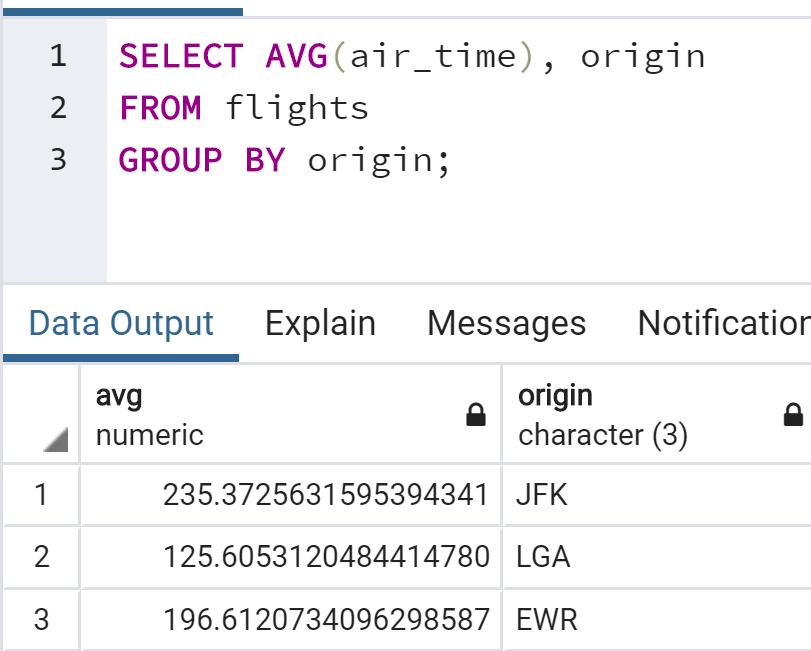 1 SELECT AVG(air_time), origin
2 FROM flights
3 GROUP BY origin;
Data Output Explain Messages Notification
avg origin
numeric character (3)
1 235.3725631595394341 JFK
2 125.6053120484414780 LGA
3 196.6120734096298587 EWR